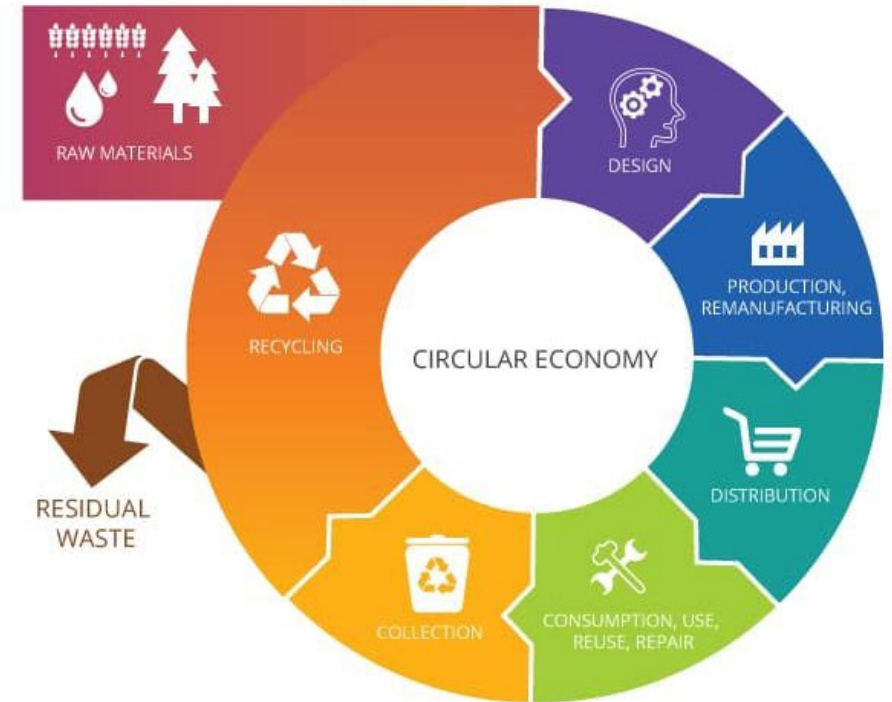 RAW MATERIALS
DESIGN
PRODUCTION,
REMANUFACTURING
DISTRIBUTION
CONSUMPTION, USE,
REUSE, REPAIR
COLLECTION
RECYCLING
RESIDUAL
WASTE
CIRCULAR ECONOMY